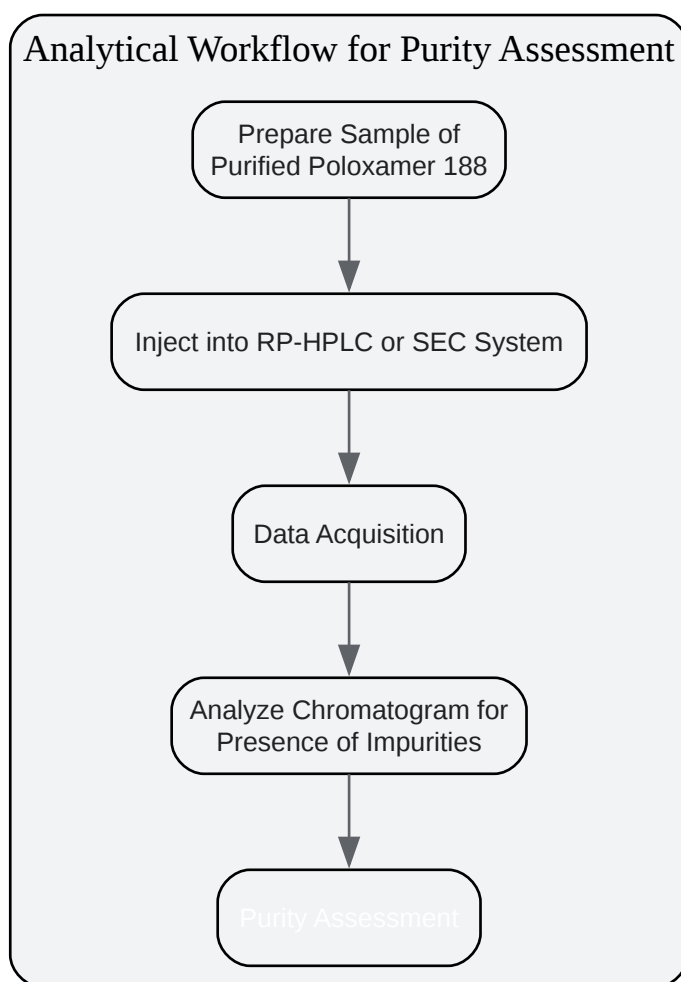 Analytical Workflow for Purity Assessment
Prepare Sample of
Purified Poloxamer 188
Inject into RP-HPLC or SEC System
Data Acquisition
Analyze Chromatogram for
Presence of Impurities
Purity Assessment